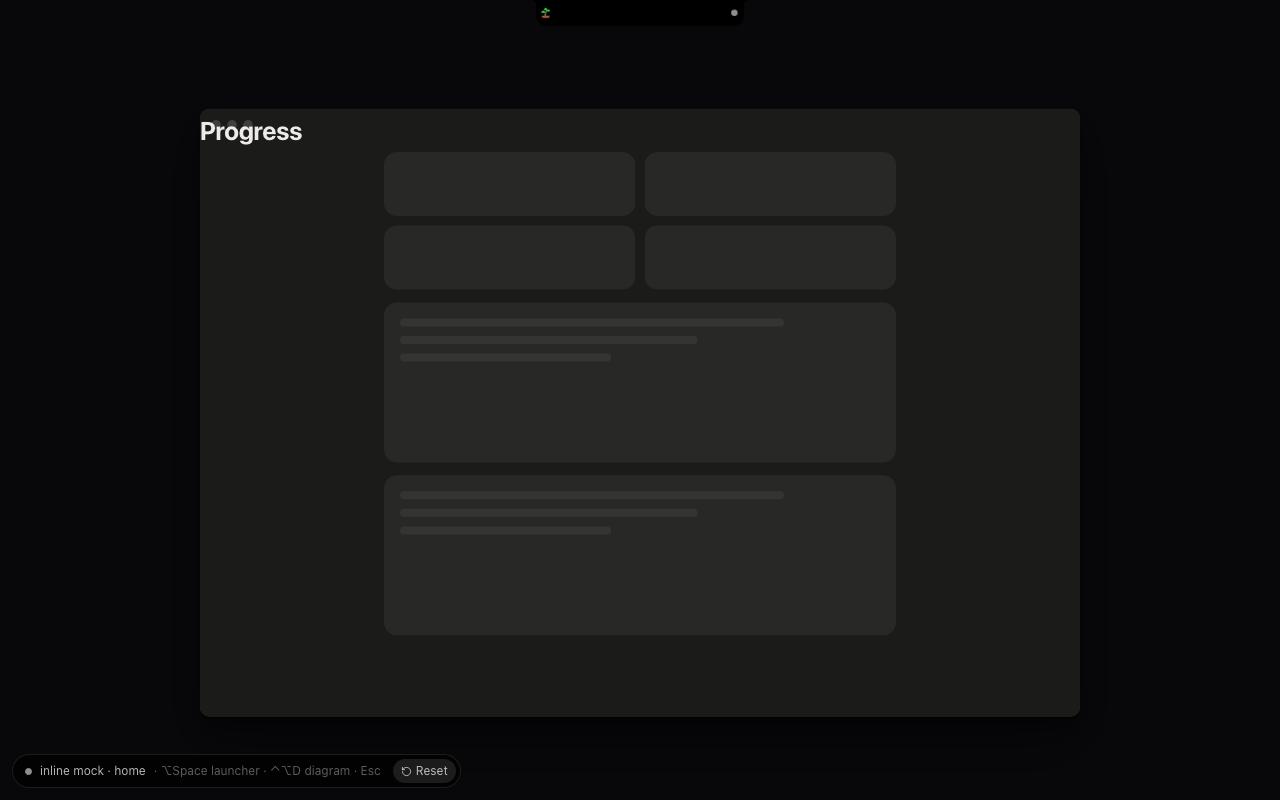 Progress
inline mock · home · ⌥Space launcher · ^⌥D diagram · Esc Reset